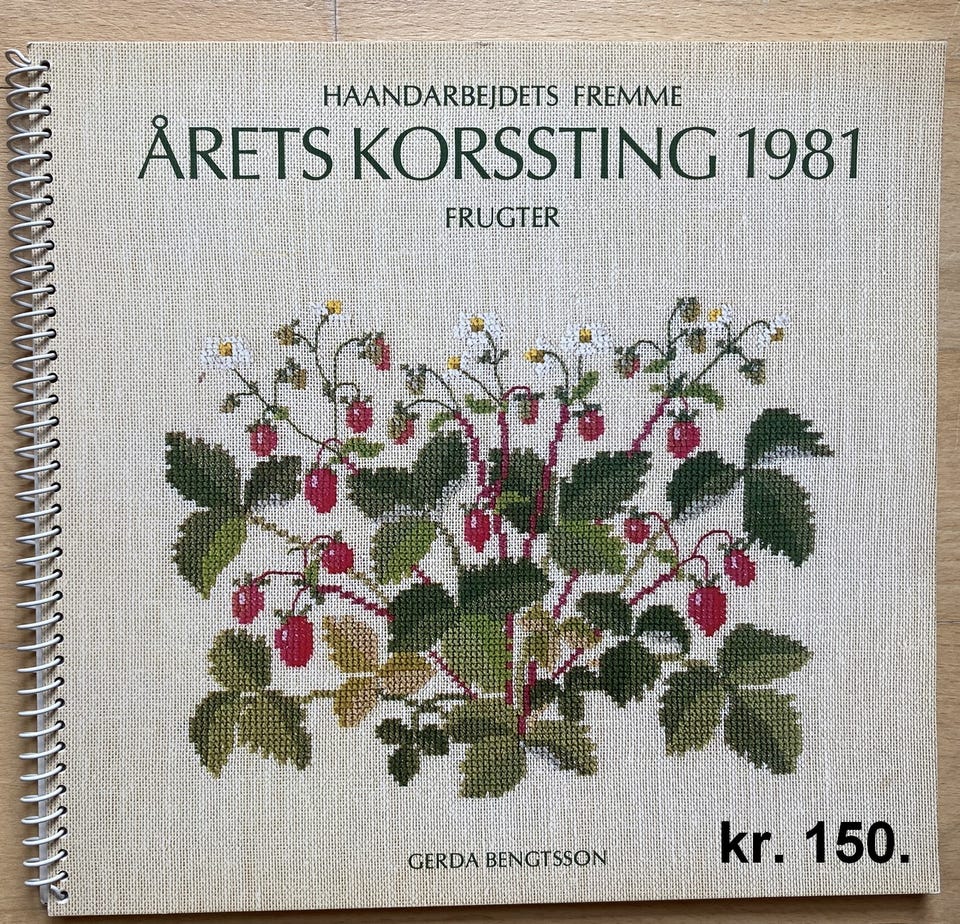 HAANDARBEJDETS FREMME
ÅRETS KORSSTING 1981
FRUGTER
GERDA BENGTSSON
kr. 150.